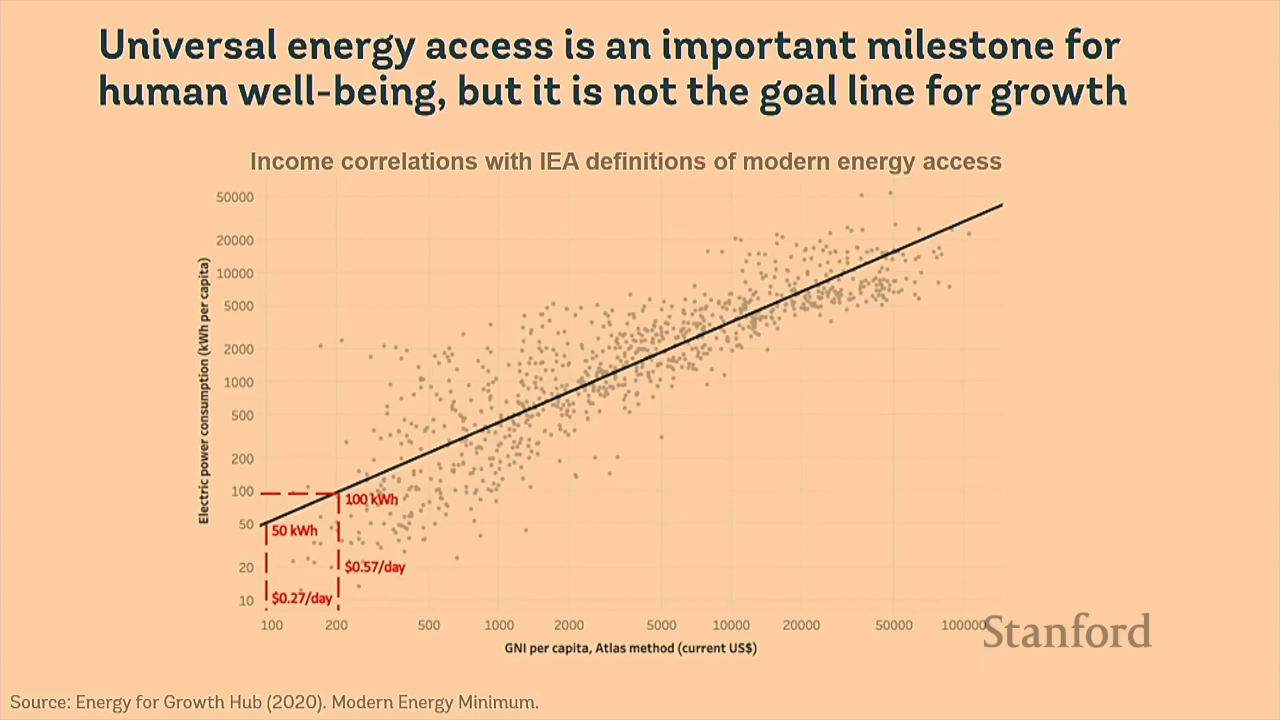 Universal energy access is an important milestone for
human well-being, but it is not the goal line for growth
Income correlations with IEA definitions of modern energy access
Electric power consumption (kWh per capita)
50000
20000
10000
5000
2000
1000
500
200
100
50
20
10
100 kWh
50 kWh
$0.57/day
$0.27/day
100 200 500 1000 2000 5000 10000 20000 50000 100000
GNI per capita, Atlas method (current US$)
Stanford
Source: Energy for Growth Hub (2020). Modern Energy Minimum.